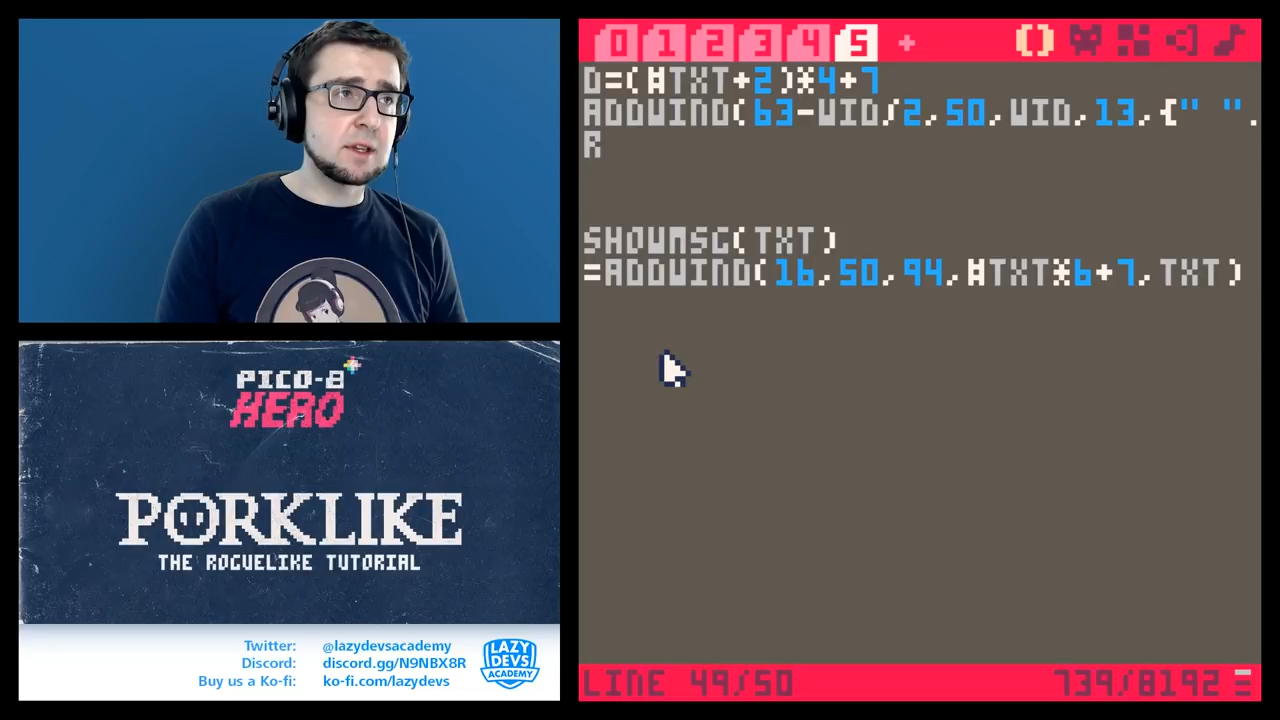 0 1 2 3 4 5 +
D=(#TXT+2)*4+7
ADDWIND(63-WID/2,50,WID,13,{" ".
R
SHOWMSG(TXT)
=ADDWIND(16,50,94,#TXT*6+7,TXT)
LINE 49/50
739/8192
PICO-8
HERO
PORKLIKE
THE ROGUELIKE TUTORIAL
Twitter: @lazydevsacademy
Discord: discord.gg/N9NBX8R
Buy us a Ko-fi: ko-fi.com/lazydevs
LAZY
DEVS
ACADEMY